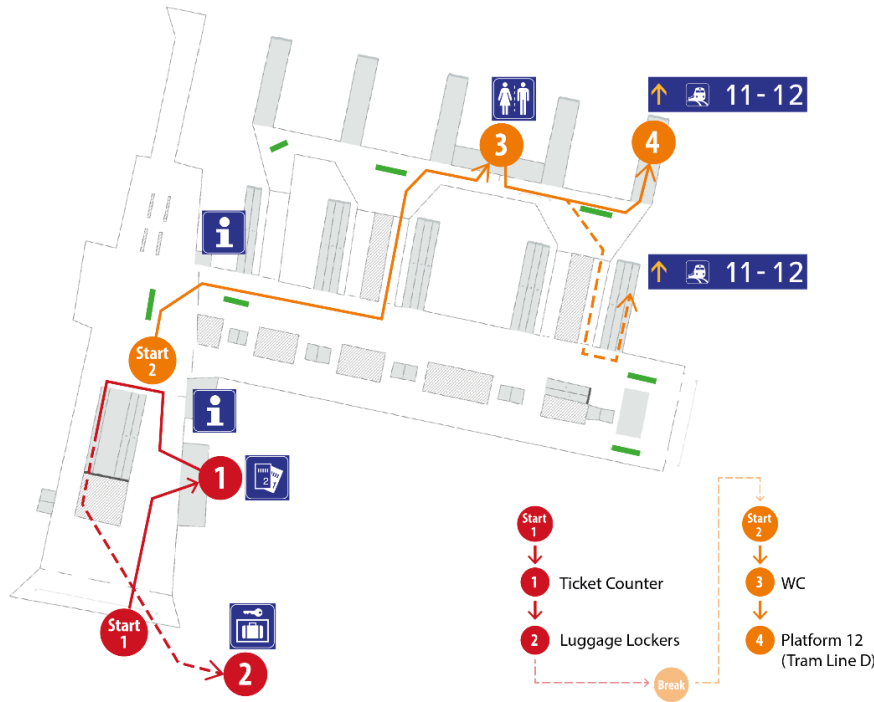 11-12
3
4
i
11-12
Start
2
i
1
2
Start
1
2
Start
1
Start
2
1 Ticket Counter
3 WC
2 Luggage Lockers
4 Platform 12
(Tram Line D)
Break